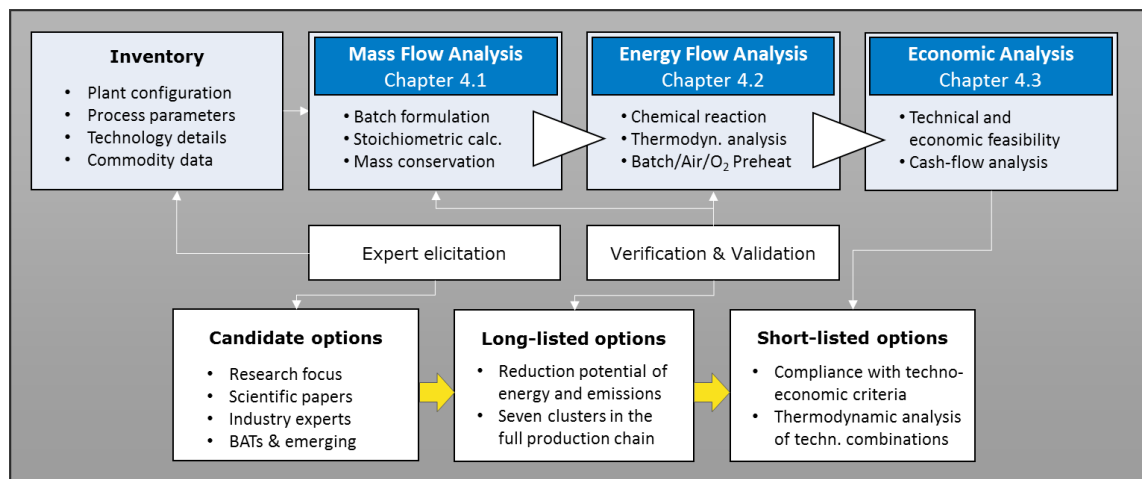 Inventory
• Plant configuration
• Process parameters
• Technology details
• Commodity data
Mass Flow Analysis
Chapter 4.1
• Batch formulation
• Stoichiometric calc.
• Mass conservation
Energy Flow Analysis
Chapter 4.2
• Chemical reaction
• Thermodyn. analysis
• Batch/Air/O₂ Preheat
Economic Analysis
Chapter 4.3
• Technical and
economic feasibility
• Cash-flow analysis
Expert elicitation
Verification & Validation
Candidate options
• Research focus
• Scientific papers
• Industry experts
• BATs & emerging
Long-listed options
• Reduction potential of
energy and emissions
• Seven clusters in the
full production chain
Short-listed options
• Compliance with techno-
economic criteria
• Thermodynamic analysis
of techn. combinations